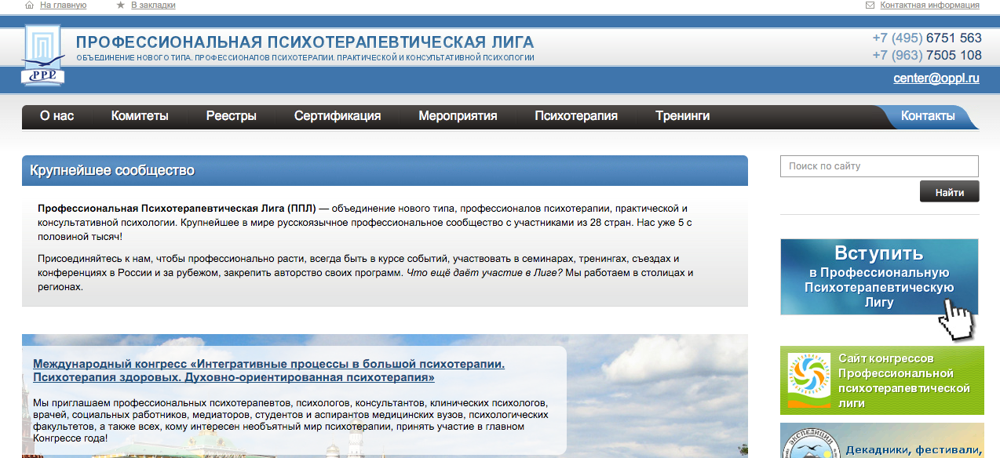 На главную
В закладки
Контактная информация
ПРОФЕССИОНАЛЬНАЯ ПСИХОТЕРАПЕВТИЧЕСКАЯ ЛИГА
ОБЪЕДИНЕНИЕ НОВОГО ТИПА. ПРОФЕССИОНАЛОВ ПСИХОТЕРАПИИ. ПРАКТИЧЕСКОЙ И КОНСУЛЬТАТИВНОЙ ПСИХОЛОГИИ
PPL
+7 (495) 6751 563
+7 (963) 7505 108
center@oppl.ru
О нас
Комитеты
Реестры
Сертификация
Мероприятия
Психотерапия
Тренинги
Контакты
Крупнейшее сообщество
Профессиональная Психотерапевтическая Лига (ППЛ) — объединение нового типа, профессионалов психотерапии, практической и
консультативной психологии. Крупнейшее в мире русскоязычное профессиональное сообщество с участниками из 28 стран. Нас уже 5 с
половиной тысяч!
Присоединяйтесь к нам, чтобы профессионально расти, всегда быть в курсе событий, участвовать в семинарах, тренингах, съездах и
конференциях в России и за рубежом, закрепить авторство своих программ. Что ещё даёт участие в Лиге? Мы работаем в столицах и
регионах.
Международный конгресс «Интегративные процессы в большой психотерапии.
Психотерапия здоровых. Духовно-ориентированная психотерапия»
Мы приглашаем профессиональных психотерапевтов, психологов, консультантов, клинических психологов,
врачей, социальных работников, медиаторов, студентов и аспирантов медицинских вузов, психологических
факультетов, а также всех, кому интересен необъятный мир психотерапии, принять участие в главном
Конгрессе года!
Поиск по сайту
Найти
Вступить
в Профессиональную
Психотерапевтическую
Лигу
Сайт конгрессов
Профессиональной
психотерапевтической
лиги
ЭКСПЕДИЦИИ
Декадники, фестивали,